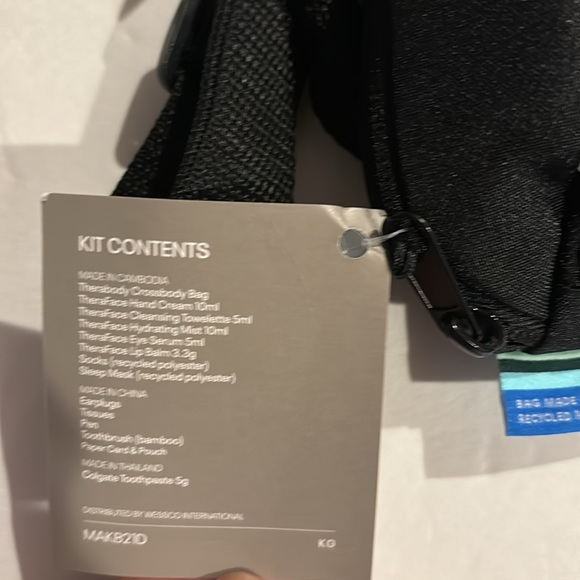 KIT CONTENTS
MADE IN CAMBODIA
Therabody Crossbody Bag
TheraFace Hand Cream 10ml
TheraFace Cleansing Towelette 5ml
TheraFace Hydrating Mist 10ml
TheraFace Eye Serum 5ml
TheraFace Lip Balm 3.3g
Socks (recycled polyester)
Sleep Mask (recycled polyester)
MADE IN CHINA
Earplugs
Tissues
Pen
Toothbrush (bamboo)
Paper Card & Pouch
MADE IN THAILAND
Colgate Toothpaste 5g
DISTRIBUTED BY WESSCO INTERNATIONAL
MAKB21D KG
BAG MADE
RECYCLED